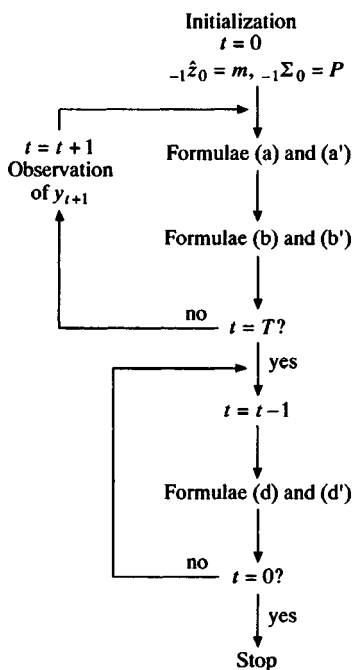 Initialization
t = 0
₋₁ẑ₀ = m, ₋₁Σ₀ = P
t = t + 1
Observation
of yₜ₊₁
Formulae (a) and (a')
Formulae (b) and (b')
no
t = T?
yes
t = t − 1
Formulae (d) and (d')
no
t = 0?
yes
Stop